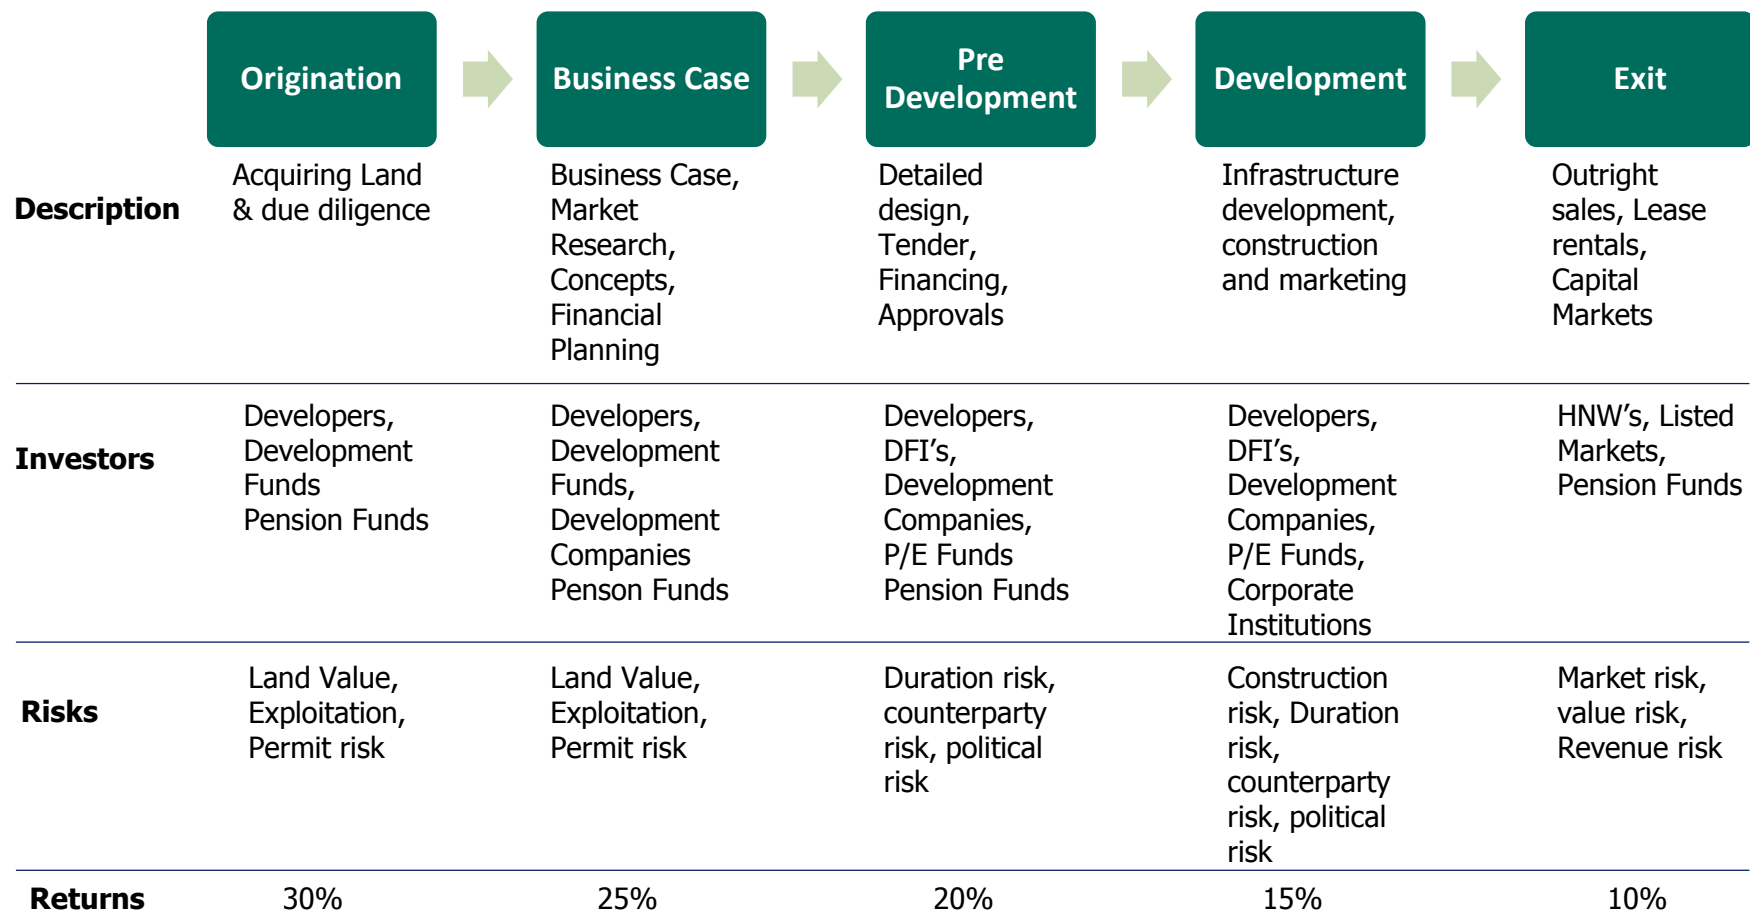 Origination
Business Case
Pre
Development
Development
Exit
Description
Acquiring Land
& due diligence
Business Case,
Market
Research,
Concepts,
Financial
Planning
Detailed
design,
Tender,
Financing,
Approvals
Infrastructure
development,
construction
and marketing
Outright
sales, Lease
rentals,
Capital
Markets
Investors
Developers,
Development
Funds
Pension Funds
Developers,
Development
Funds,
Development
Companies
Penson Funds
Developers,
DFI's,
Development
Companies,
P/E Funds
Pension Funds
Developers,
DFI's,
Development
Companies,
P/E Funds,
Corporate
Institutions
HNW's, Listed
Markets,
Pension Funds
Risks
Land Value,
Exploitation,
Permit risk
Land Value,
Exploitation,
Permit risk
Duration risk,
counterparty
risk, political
risk
Construction
risk, Duration
risk,
counterparty
risk, political
risk
Market risk,
value risk,
Revenue risk
Returns
30%
25%
20%
15%
10%